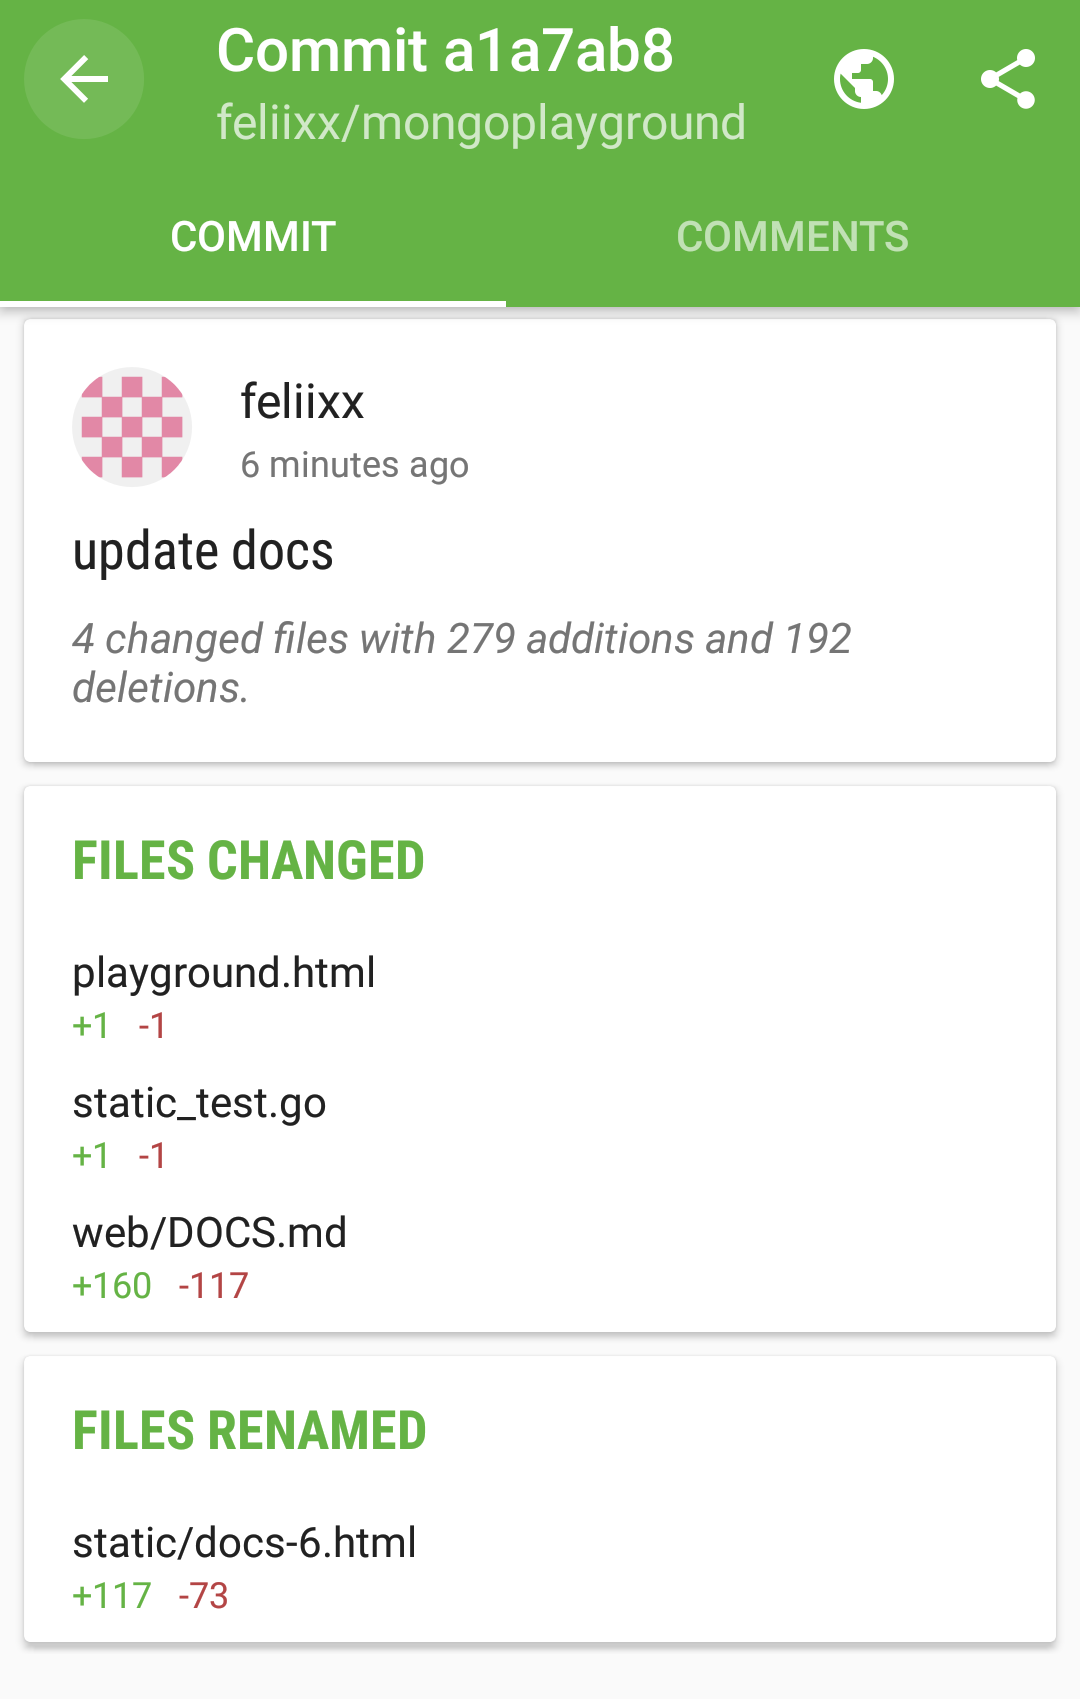 Commit a1a7ab8
feliixx/mongoplayground
COMMIT
COMMENTS
feliixx
6 minutes ago
update docs
4 changed files with 279 additions and 192
deletions.
FILES CHANGED
playground.html
+1 -1
static_test.go
+1 -1
web/DOCS.md
+160 -117
FILES RENAMED
static/docs-6.html
+117 -73